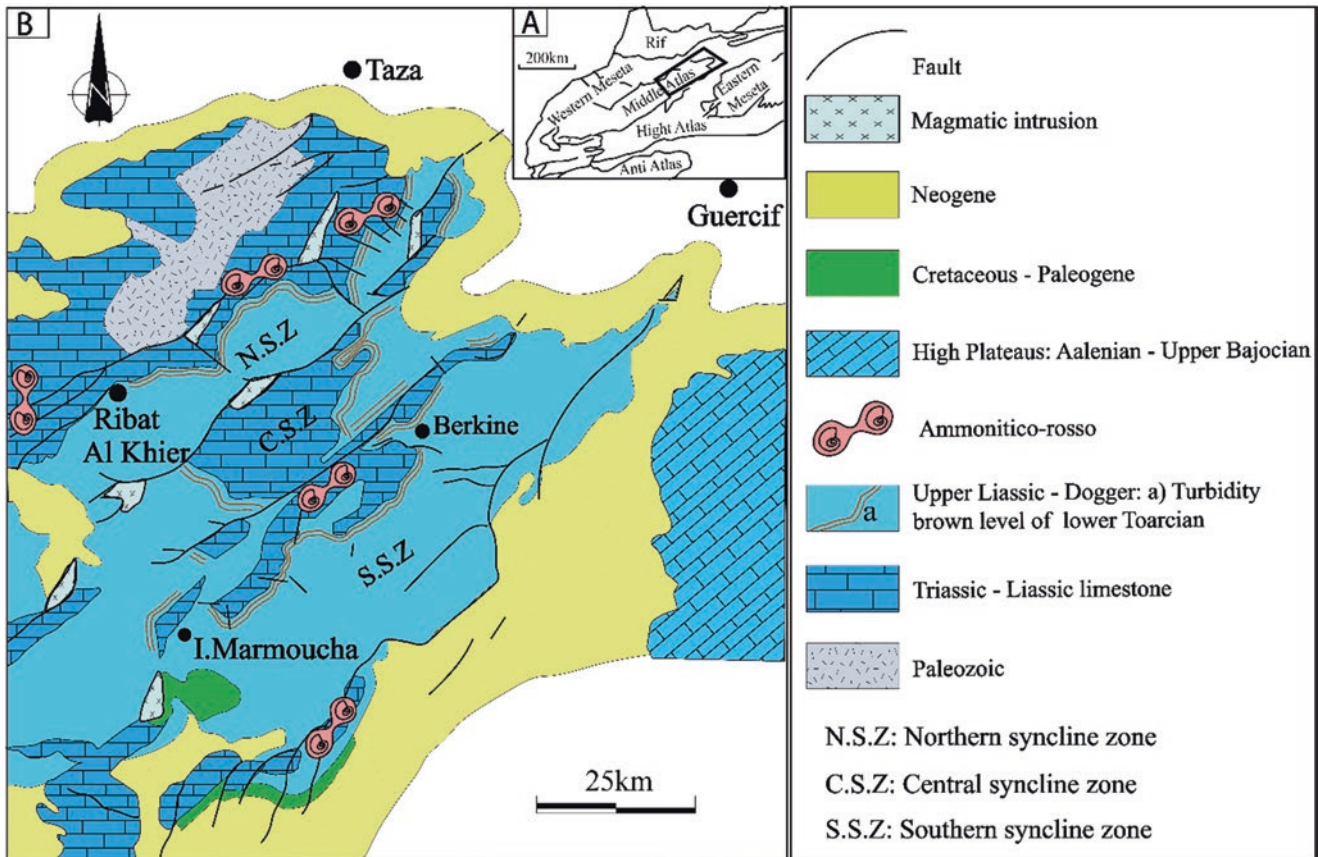 B
N
Taza
A
200km
Rif
Western Meseta
Middle Atlas
Eastern
Meseta
Hight Atlas
Anti Atlas
Guercif
N.S.Z
Ribat
Al Khier
C.S.Z
Berkine
S.S.Z
I.Marmoucha
25km
Fault
Magmatic intrusion
Neogene
Cretaceous - Paleogene
High Plateaus: Aalenian - Upper Bajocian
Ammonitico-rosso
a
Upper Liassic - Dogger: a) Turbidity
brown level of lower Toarcian
Triassic - Liassic limestone
Paleozoic
N.S.Z: Northern syncline zone
C.S.Z: Central syncline zone
S.S.Z: Southern syncline zone